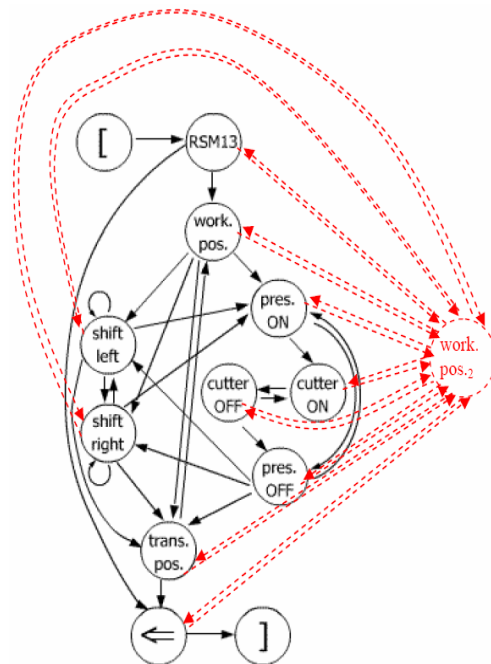 [
RSM13
work.
pos.
pres.
ON
shift
left
work.
pos.2
cutter
OFF
cutter
ON
shift
right
pres.
OFF
trans.
pos.
⇐
]